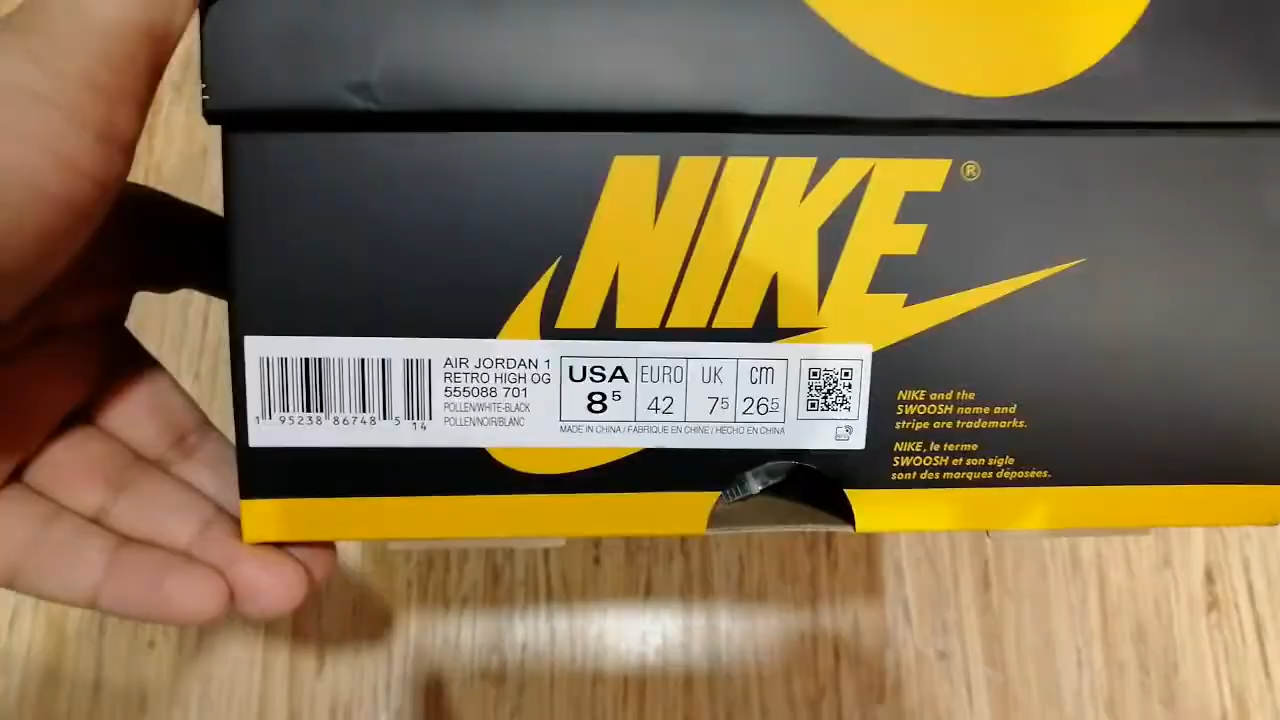 NIKE®
AIR JORDAN 1
RETRO HIGH OG
555088 701
POLLEN/WHITE-BLACK
POLLEN/NOIR/BLANC
1 95238 86748 5 14
USA EURO UK cm
8⁵ 42 7⁵ 26⁵
MADE IN CHINA / FABRIQUE EN CHINE / HECHO EN CHINA
NIKE and the
SWOOSH name and
stripe are trademarks.
NIKE, le terme
SWOOSH et son sigle
sont des marques déposées.